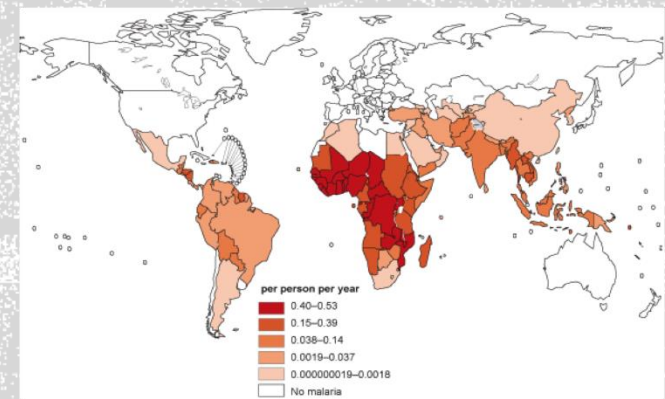 per person per year
0.40–0.53
0.15–0.39
0.038–0.14
0.0019–0.037
0.000000019–0.0018
No malaria